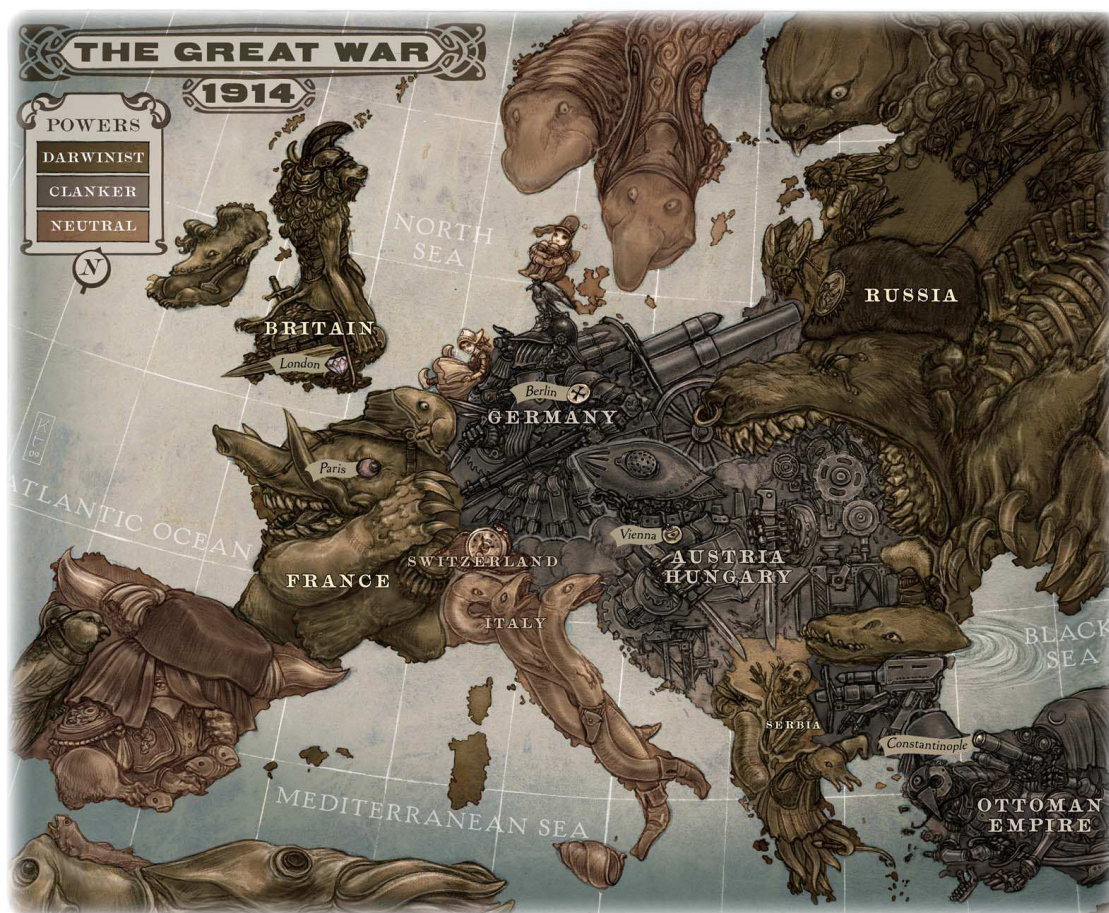 THE GREAT WAR
1914
POWERS
DARWINIST
CLANKER
NEUTRAL
N
NORTH
SEA
RUSSIA
BRITAIN
London
Berlin
GERMANY
Paris
ATLANTIC OCEAN
Vienna
SWITZERLAND
AUSTRIA
HUNGARY
FRANCE
ITALY
BLACK
SEA
SERBIA
Constantinople
MEDITERRANEAN SEA
OTTOMAN
EMPIRE